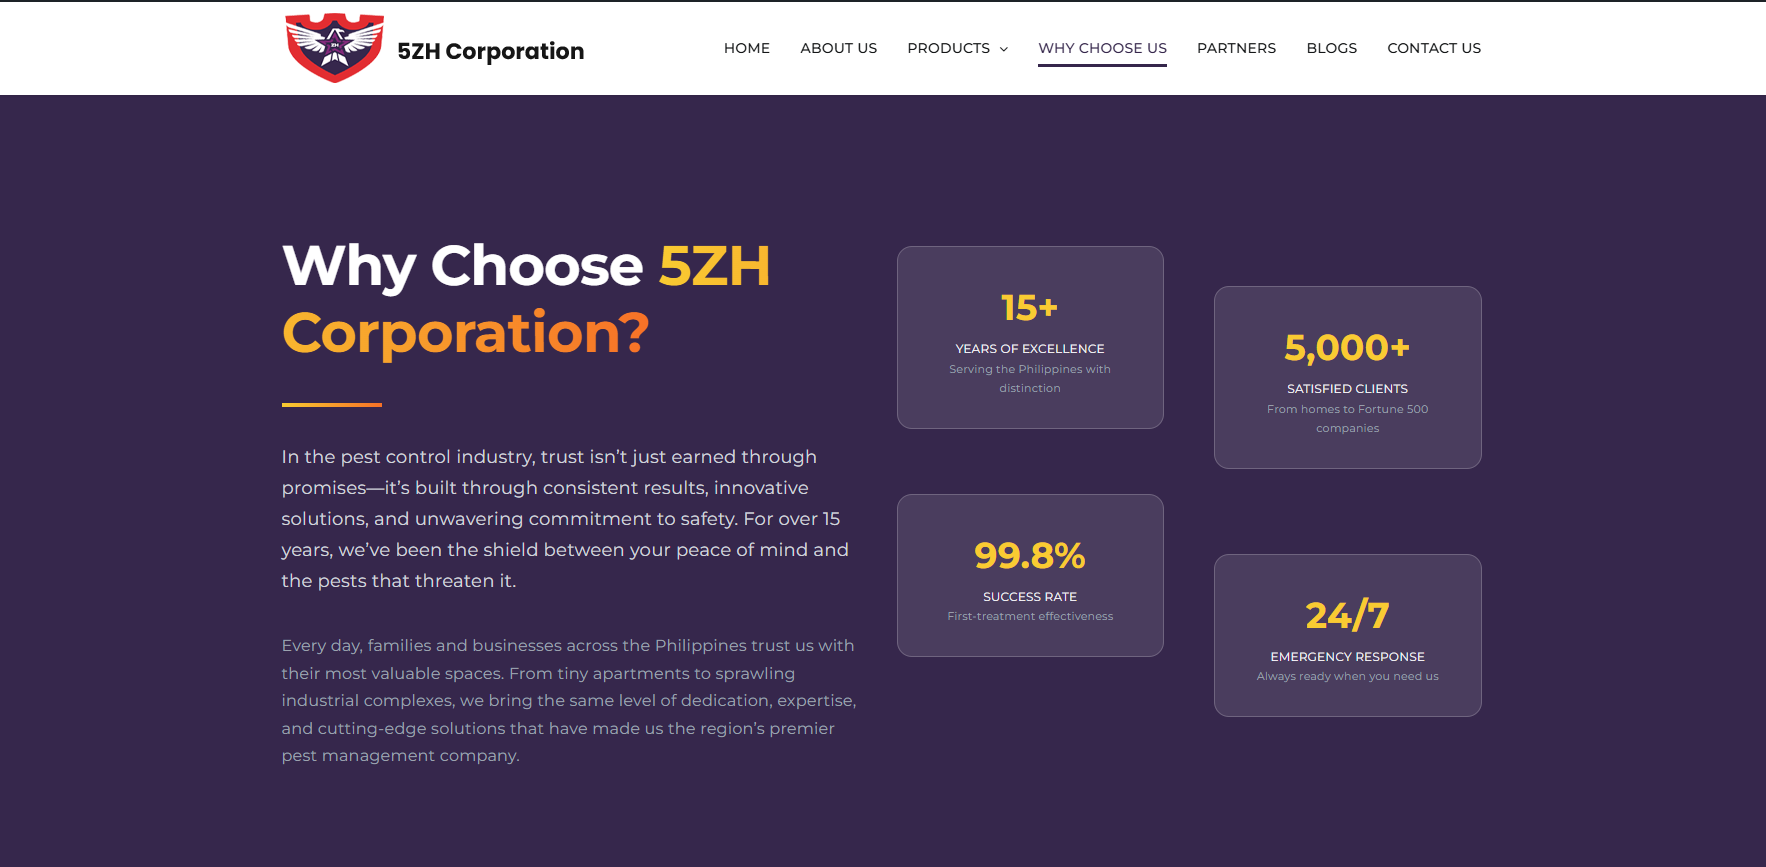 ZH
5ZH Corporation
HOME
ABOUT US
PRODUCTS
WHY CHOOSE US
PARTNERS
BLOGS
CONTACT US
Why Choose 5ZH
Corporation?
In the pest control industry, trust isn’t just earned through
promises—it’s built through consistent results, innovative
solutions, and unwavering commitment to safety. For over 15
years, we’ve been the shield between your peace of mind and
the pests that threaten it.
Every day, families and businesses across the Philippines trust us with
their most valuable spaces. From tiny apartments to sprawling
industrial complexes, we bring the same level of dedication, expertise,
and cutting-edge solutions that have made us the region’s premier
pest management company.
15+
YEARS OF EXCELLENCE
Serving the Philippines with
distinction
5,000+
SATISFIED CLIENTS
From homes to Fortune 500
companies
99.8%
SUCCESS RATE
First-treatment effectiveness
24/7
EMERGENCY RESPONSE
Always ready when you need us